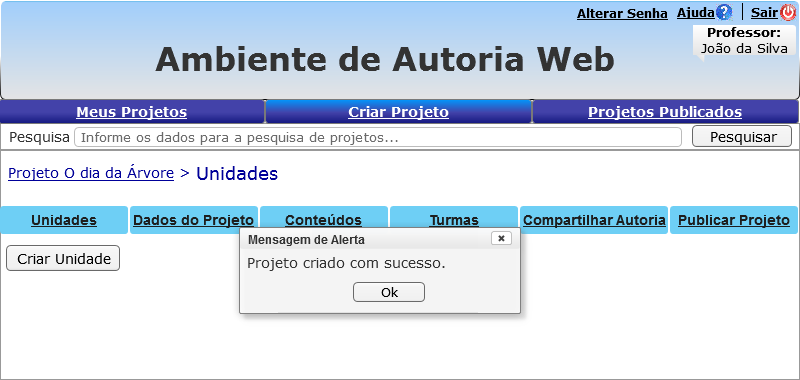 Alterar Senha Ajuda? Sair
Professor:
João da Silva
Ambiente de Autoria Web
Meus Projetos Criar Projeto Projetos Publicados
Pesquisa Informe os dados para a pesquisa de projetos... Pesquisar
Projeto O dia da Árvore > Unidades
Unidades Dados do Projeto Conteúdos Turmas Compartilhar Autoria Publicar Projeto
Mensagem de Alerta
Criar Unidade
Projeto criado com sucesso.
Ok